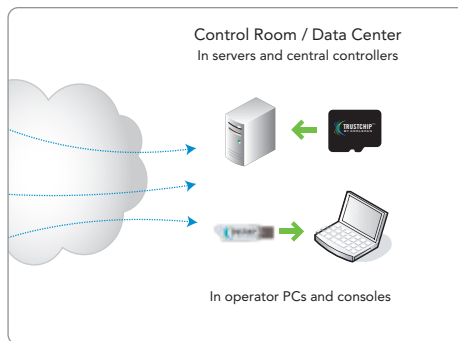 Control Room / Data Center
In servers and central controllers
TRUSTCHIP
In operator PCs and consoles